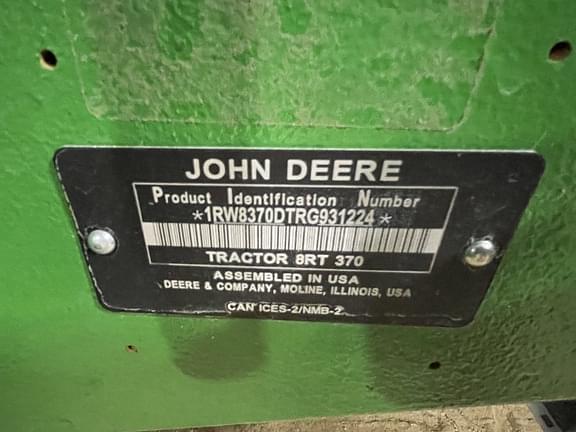 JOHN DEERE
Product Identification Number
*1RW8370DTRG931224*
TRACTOR 8RT 370
ASSEMBLED IN USA
DEERE & COMPANY, MOLINE, ILLINOIS, USA
CAN ICES-2/NMB-2